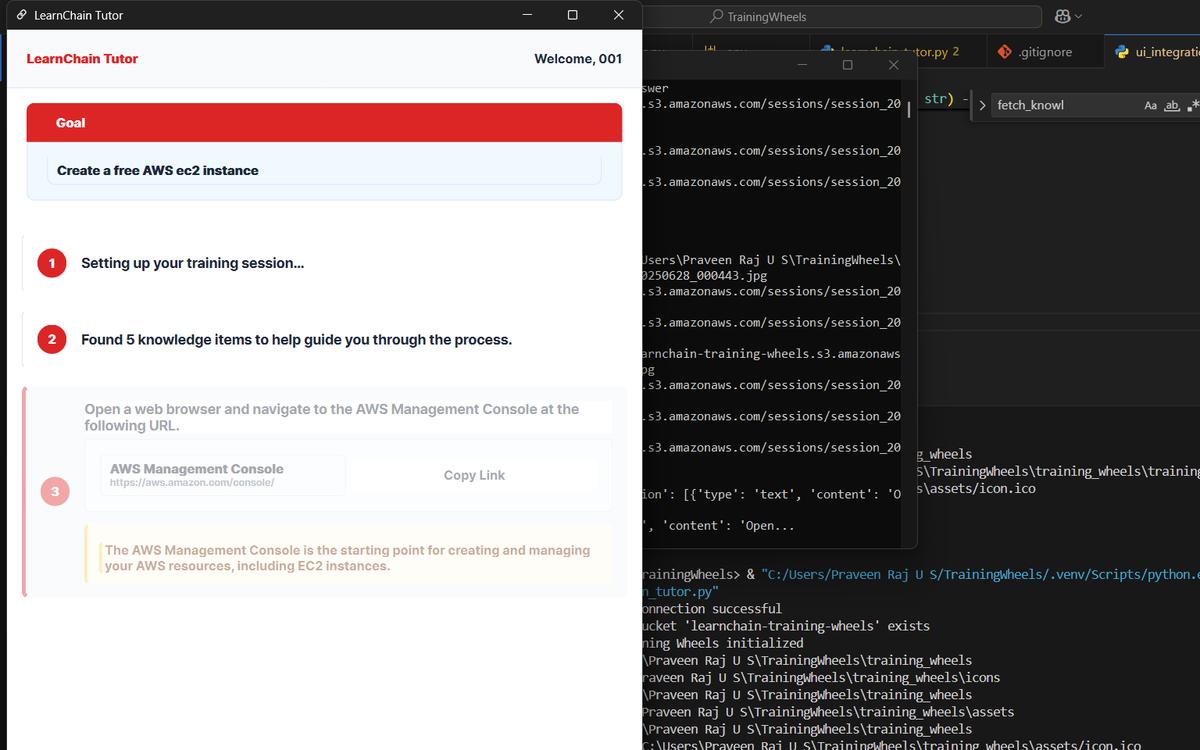 LearnChain Tutor
TrainingWheels
LearnChain Tutor
Welcome, 001
Goal
Create a free AWS ec2 instance
1
Setting up your training session...
2
Found 5 knowledge items to help guide you through the process.
3
Open a web browser and navigate to the AWS Management Console at the
following URL.
AWS Management Console
https://aws.amazon.com/console/
Copy Link
The AWS Management Console is the starting point for creating and managing
your AWS resources, including EC2 instances.
learnchain_tutor.py 2
.gitignore
ui_integrati
str) -
fetch_knowl
Aa
ab
swer
.s3.amazonaws.com/sessions/session_20
.s3.amazonaws.com/sessions/session_20
.s3.amazonaws.com/sessions/session_20
Users\Praveen Raj U S\TrainingWheels\
0250628_000443.jpg
.s3.amazonaws.com/sessions/session_20
.s3.amazonaws.com/sessions/session_20
arnchain-training-wheels.s3.amazonaws
pg
.s3.amazonaws.com/sessions/session_20
.s3.amazonaws.com/sessions/session_20
.s3.amazonaws.com/sessions/session_20
ion': [{'type': 'text', 'content': 'O
', 'content': 'Open...
g_wheels
S\TrainingWheels\training_wheels\training
s\assets/icon.ico
rainingWheels> & "C:/Users/Praveen Raj U S/TrainingWheels/.venv/Scripts/python.e
n_tutor.py"
onnection successful
ucket 'learnchain-training-wheels' exists
ning Wheels initialized
\Praveen Raj U S\TrainingWheels\training_wheels
raveen Raj U S\TrainingWheels\training_wheels\icons
\Praveen Raj U S\TrainingWheels\training_wheels
Praveen Raj U S\TrainingWheels\training_wheels\assets
\Praveen Raj U S\TrainingWheels\training_wheels
C:\Users\Praveen Raj U S\TrainingWheels\training_wheels\assets/icon.ico